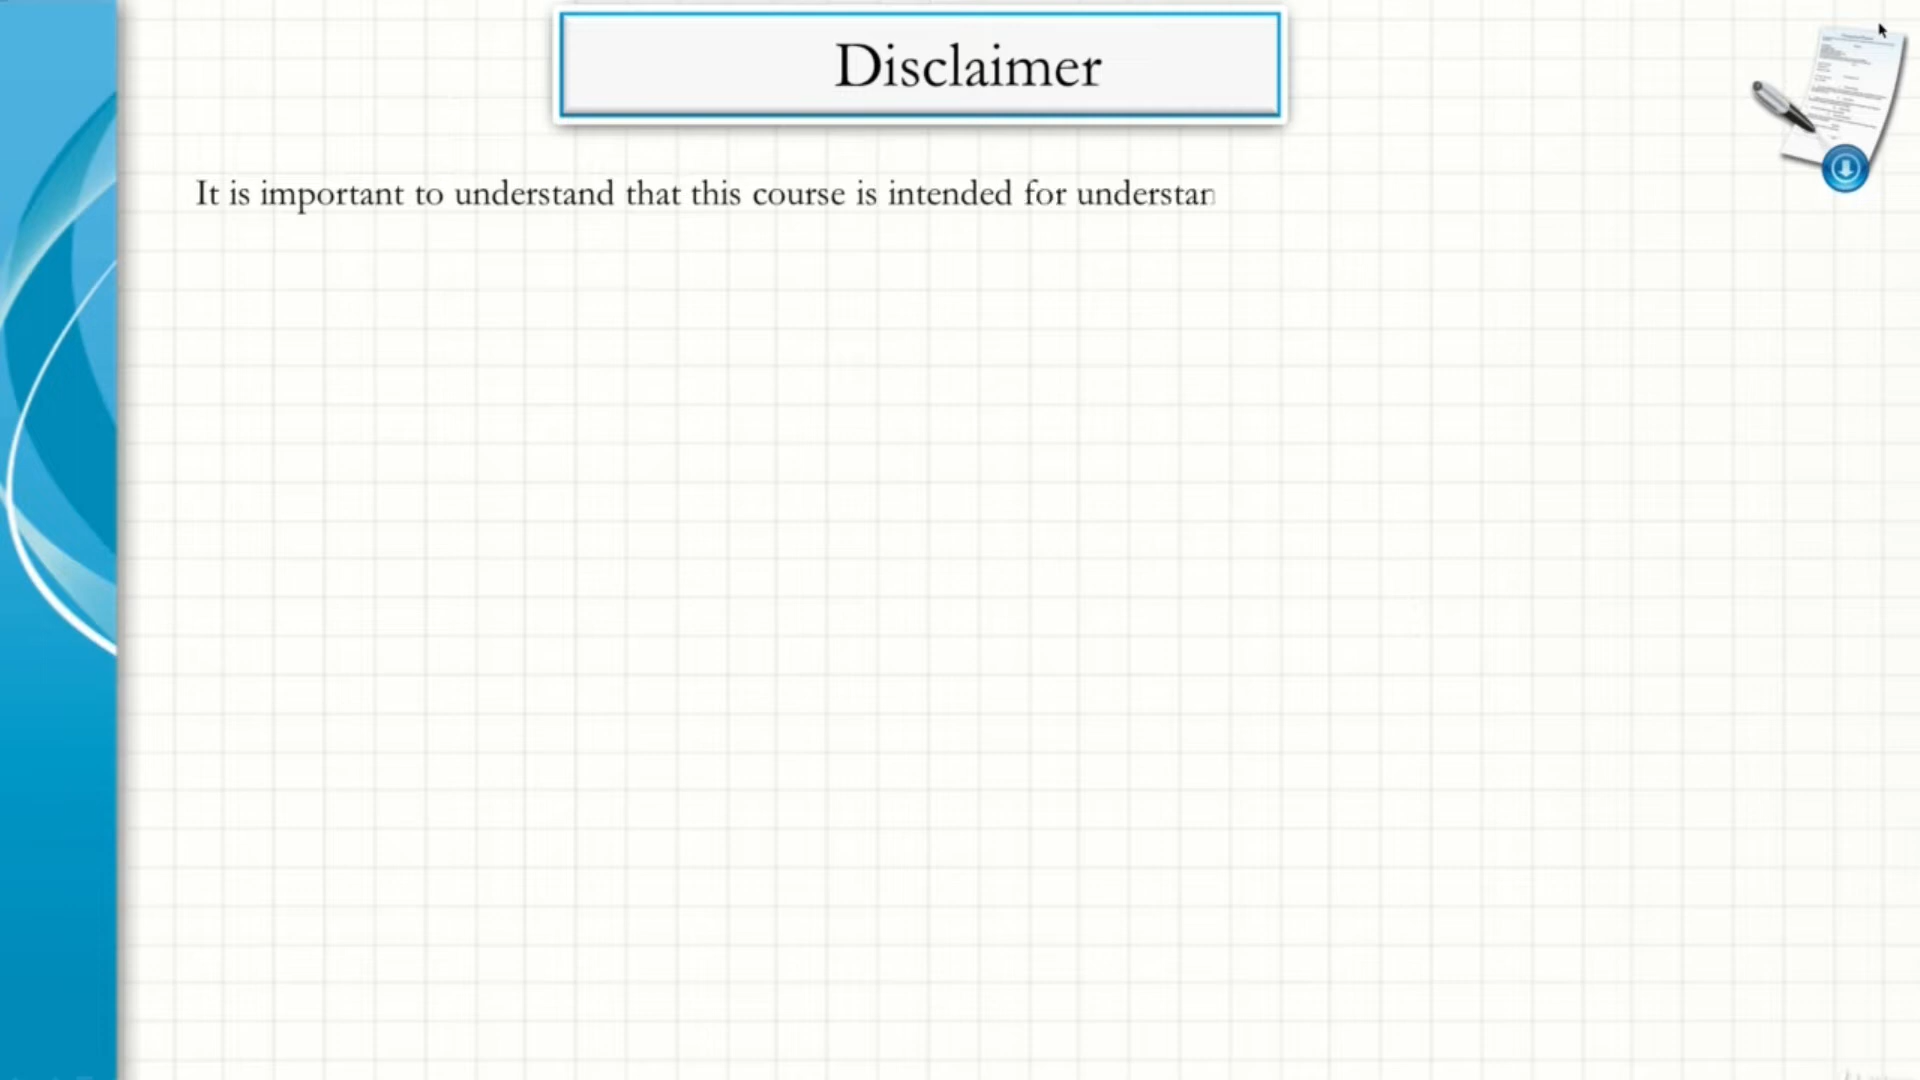 Disclaimer
It is important to understand that this course is intended for understan